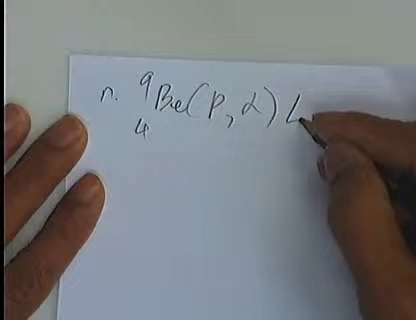 n. ⁹₄Be(p, α) L